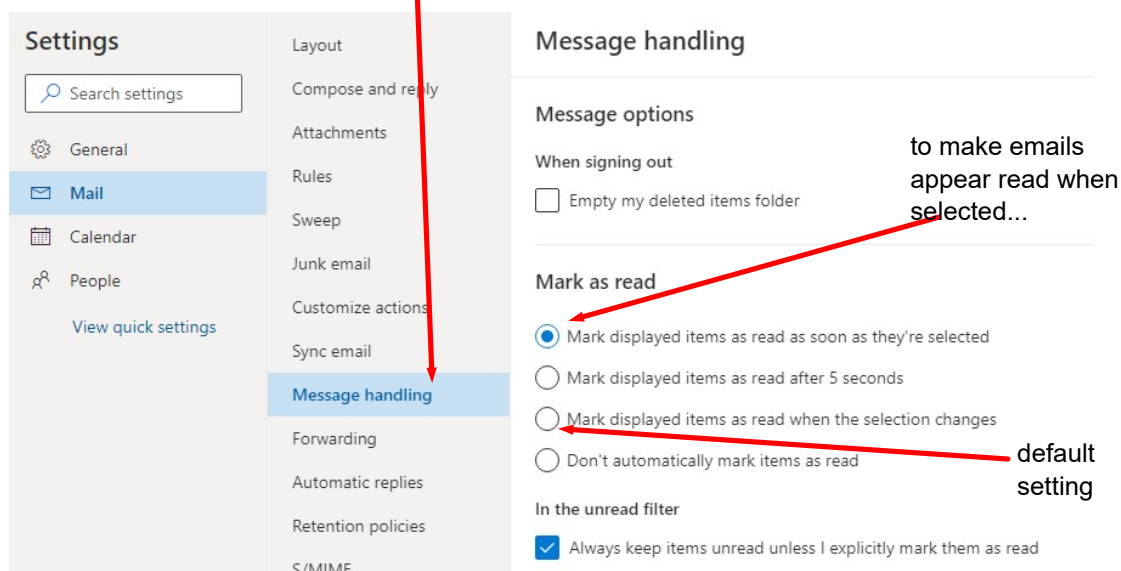 Settings
Search settings
General
Mail
Calendar
People
View quick settings
Layout
Compose and reply
Attachments
Rules
Sweep
Junk email
Customize actions
Sync email
Message handling
Forwarding
Automatic replies
Retention policies
S/MIME
Message handling
Message options
When signing out
Empty my deleted items folder
to make emails
appear read when
selected...
Mark as read
Mark displayed items as read as soon as they're selected
Mark displayed items as read after 5 seconds
Mark displayed items as read when the selection changes
Don't automatically mark items as read
default
setting
In the unread filter
Always keep items unread unless I explicitly mark them as read